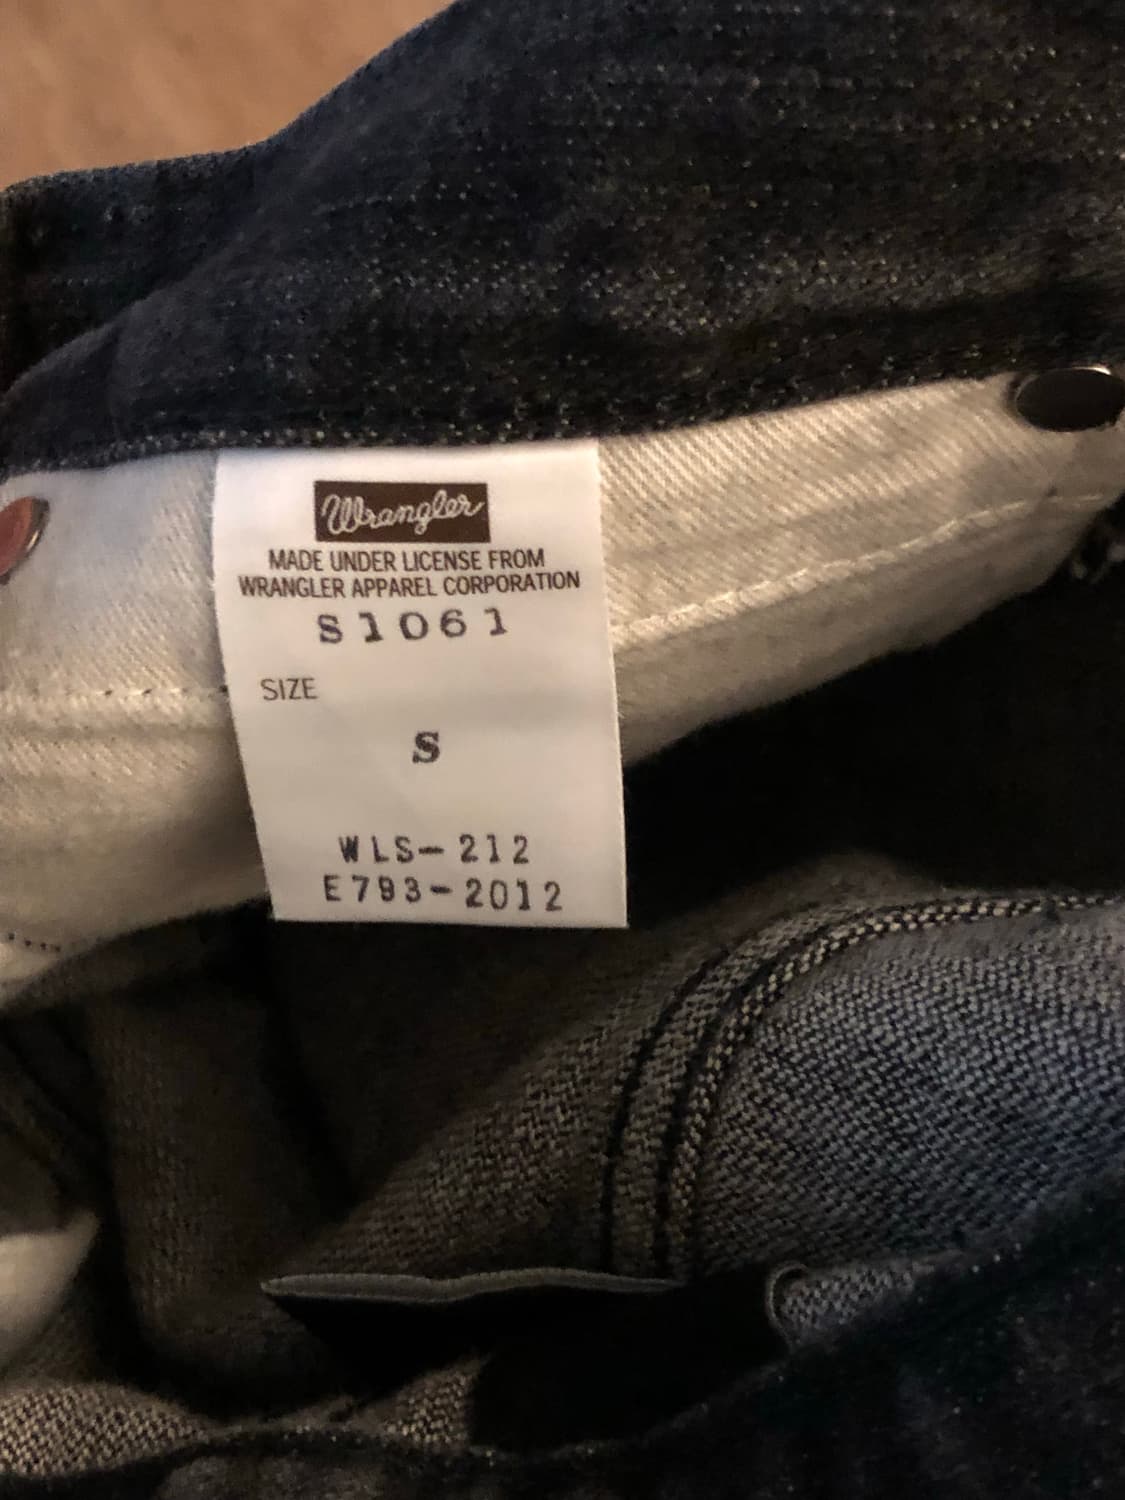 Wrangler
MADE UNDER LICENSE FROM
WRANGLER APPAREL CORPORATION
S1061
SIZE
S
WLS-212
E793-2012